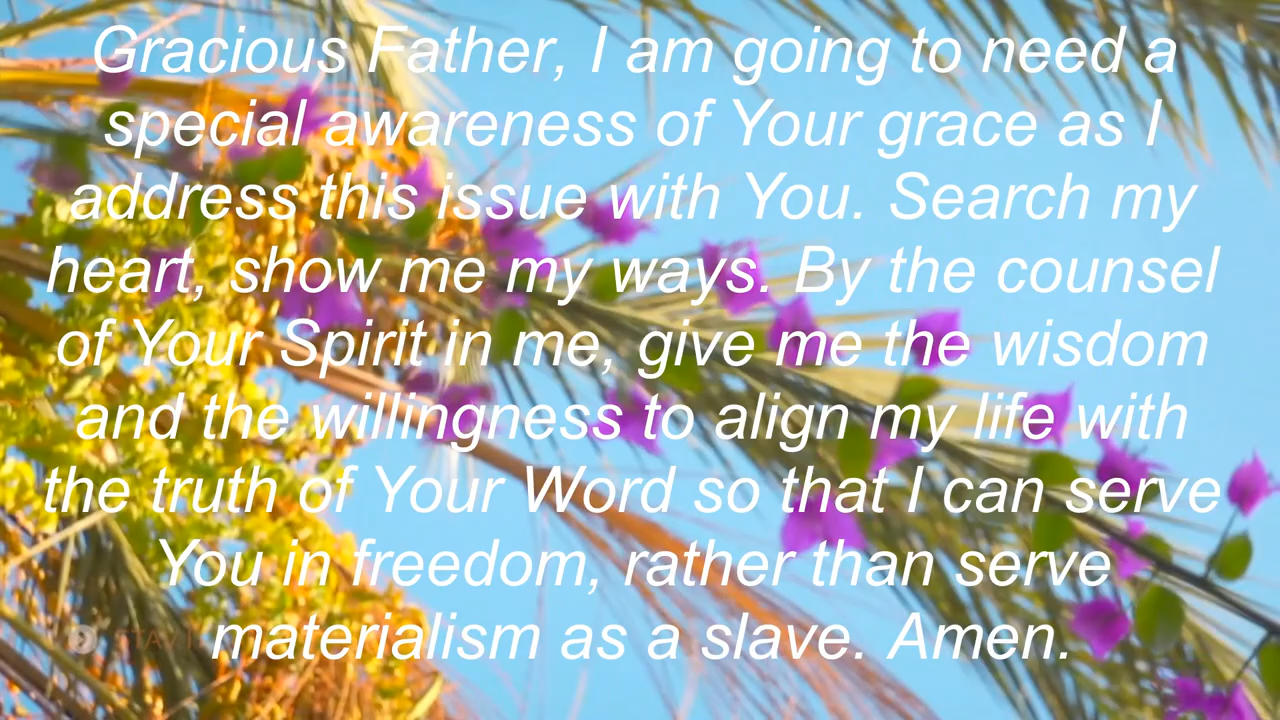 Gracious Father, I am going to need a
special awareness of Your grace as I
address this issue with You. Search my
heart, show me my ways. By the counsel
of Your Spirit in me, give me the wisdom
and the willingness to align my life with
the truth of Your Word so that I can serve
You in freedom, rather than serve
materialism as a slave. Amen.